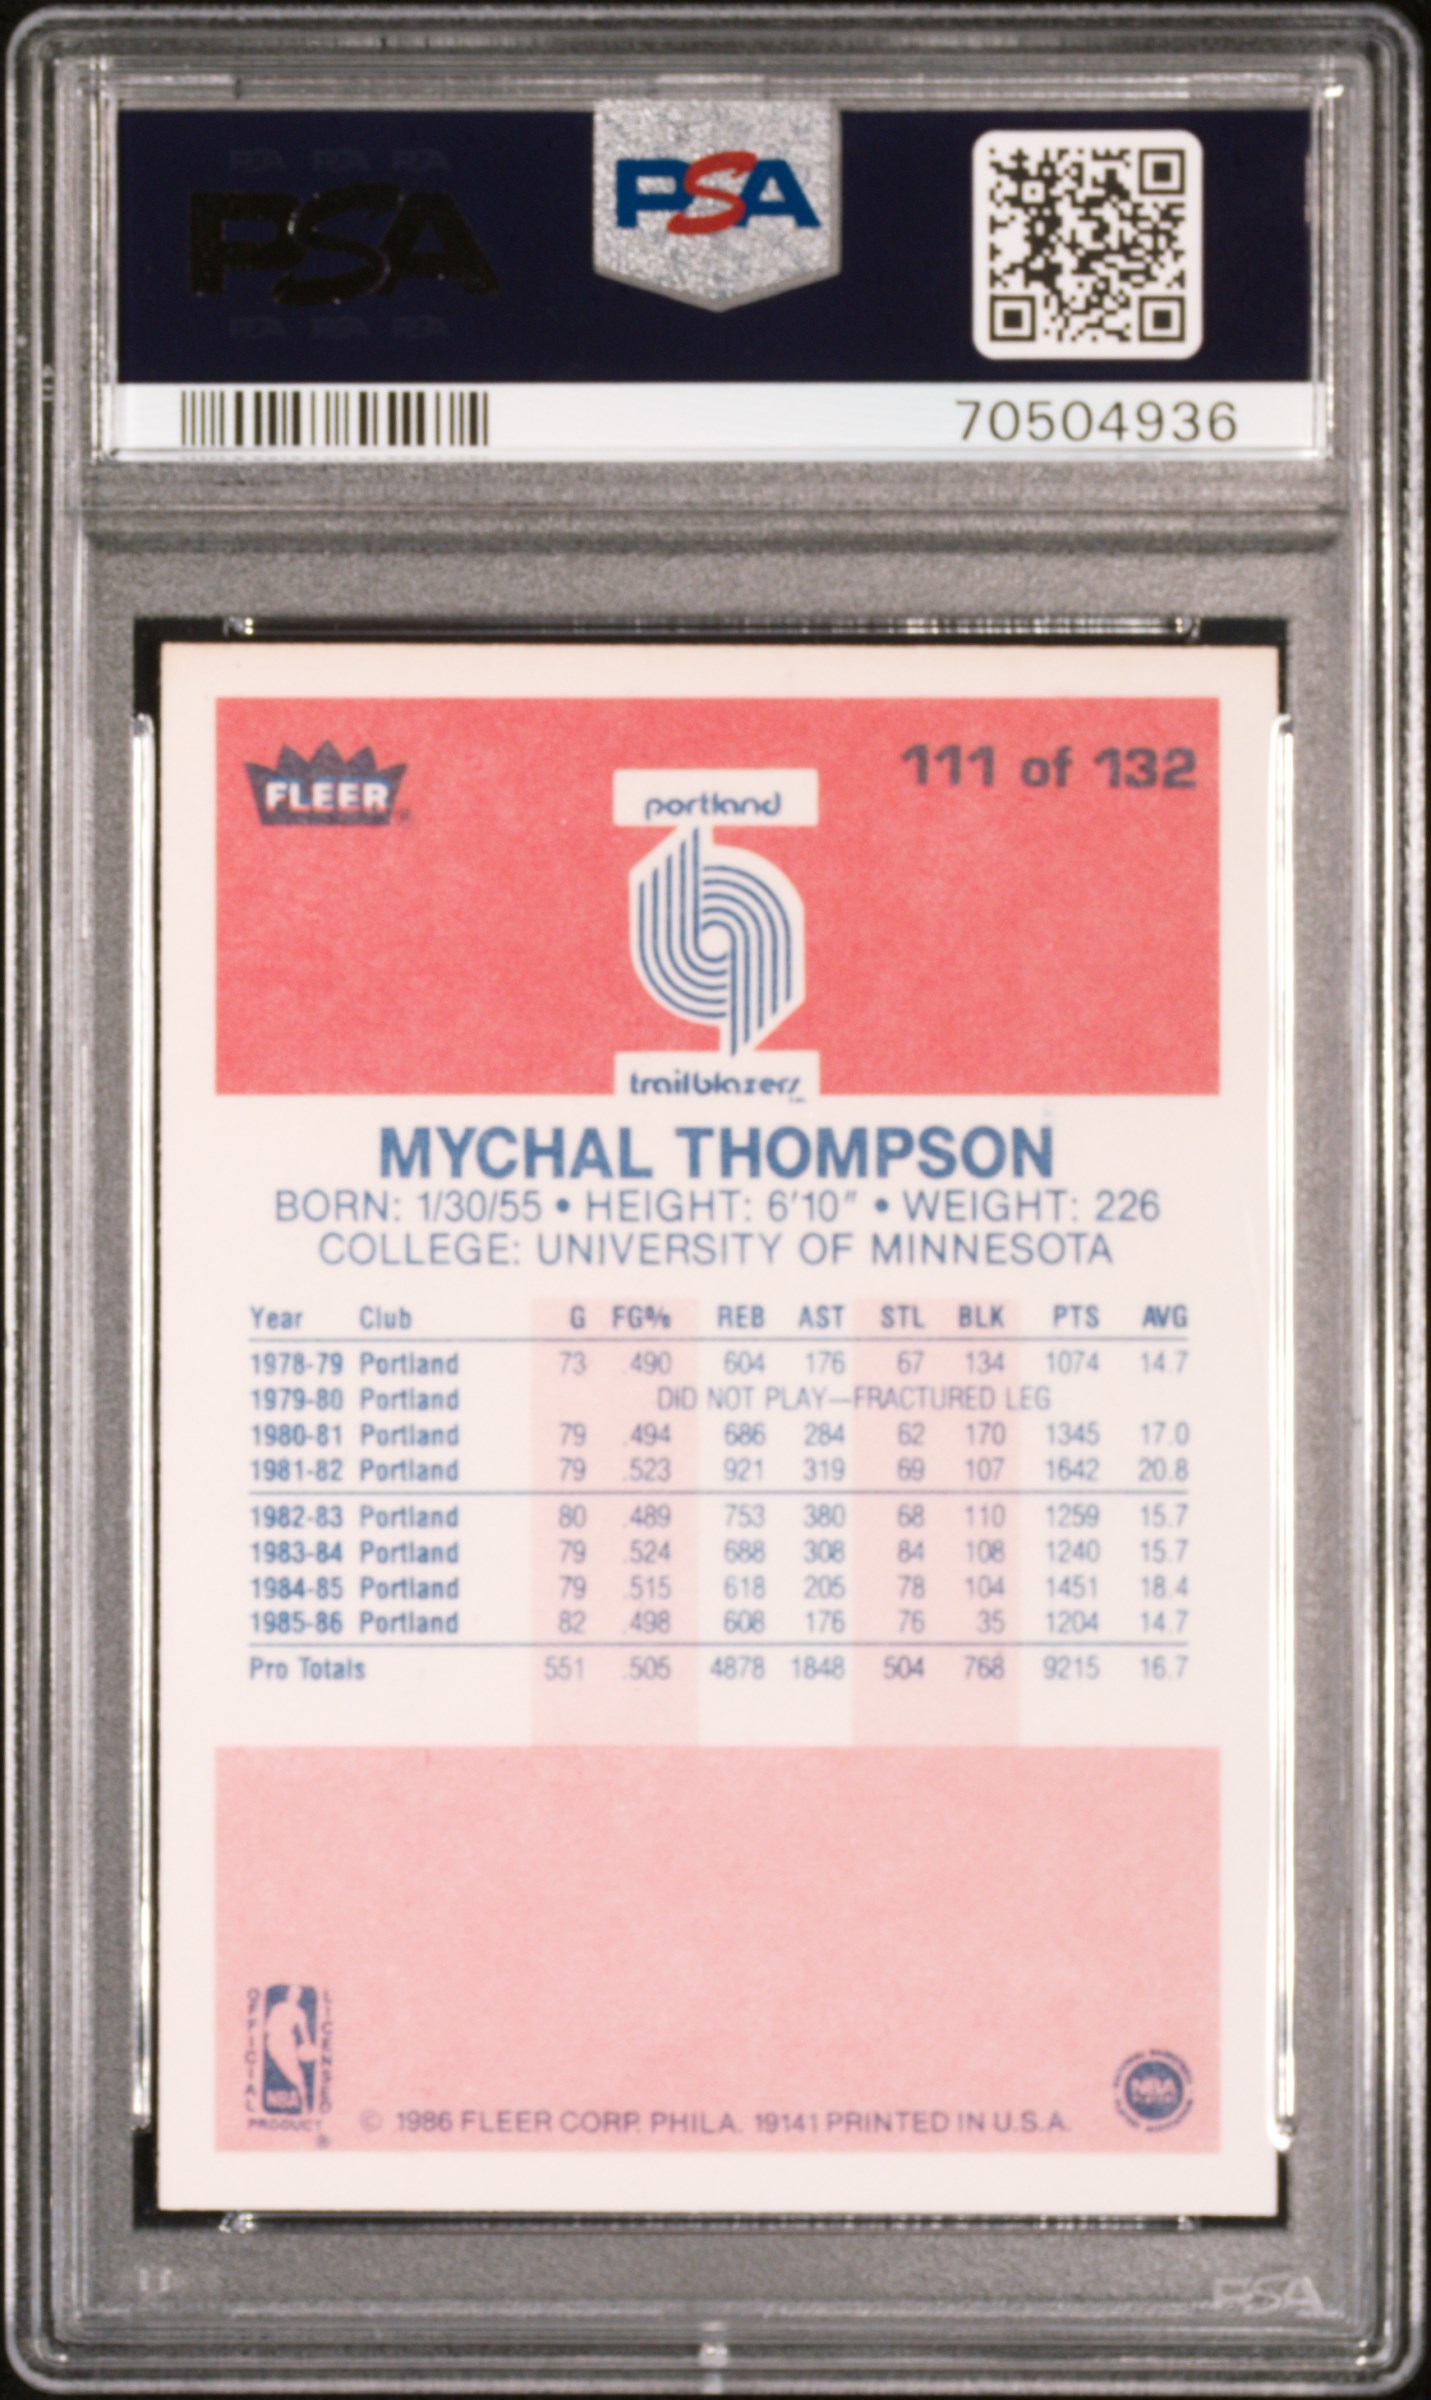 PSA PSA PSA
PSA
PSA PSA PSA
PSA
70504936
FLEER ®
111 of 132
portland
trailblazers
MYCHAL THOMPSON
BORN: 1/30/55 • HEIGHT: 6'10" • WEIGHT: 226
COLLEGE: UNIVERSITY OF MINNESOTA
Year Club G FG% REB AST STL BLK PTS AVG
1978-79 Portland 73 .490 604 176 67 134 1074 14.7
1979-80 Portland DID NOT PLAY—FRACTURED LEG
1980-81 Portland 79 .494 686 284 62 170 1345 17.0
1981-82 Portland 79 .523 921 319 69 107 1642 20.8
1982-83 Portland 80 .489 753 380 68 110 1259 15.7
1983-84 Portland 79 .524 688 308 84 108 1240 15.7
1984-85 Portland 79 .515 618 205 78 104 1451 18.4
1985-86 Portland 82 .498 608 176 76 35 1204 14.7
Pro Totals 551 .505 4878 1848 504 768 9215 16.7
OFFICIAL
LICENSED
NBA
PRODUCT
®
© 1986 FLEER CORP. PHILA. 19141 PRINTED IN U.S.A.
PSA